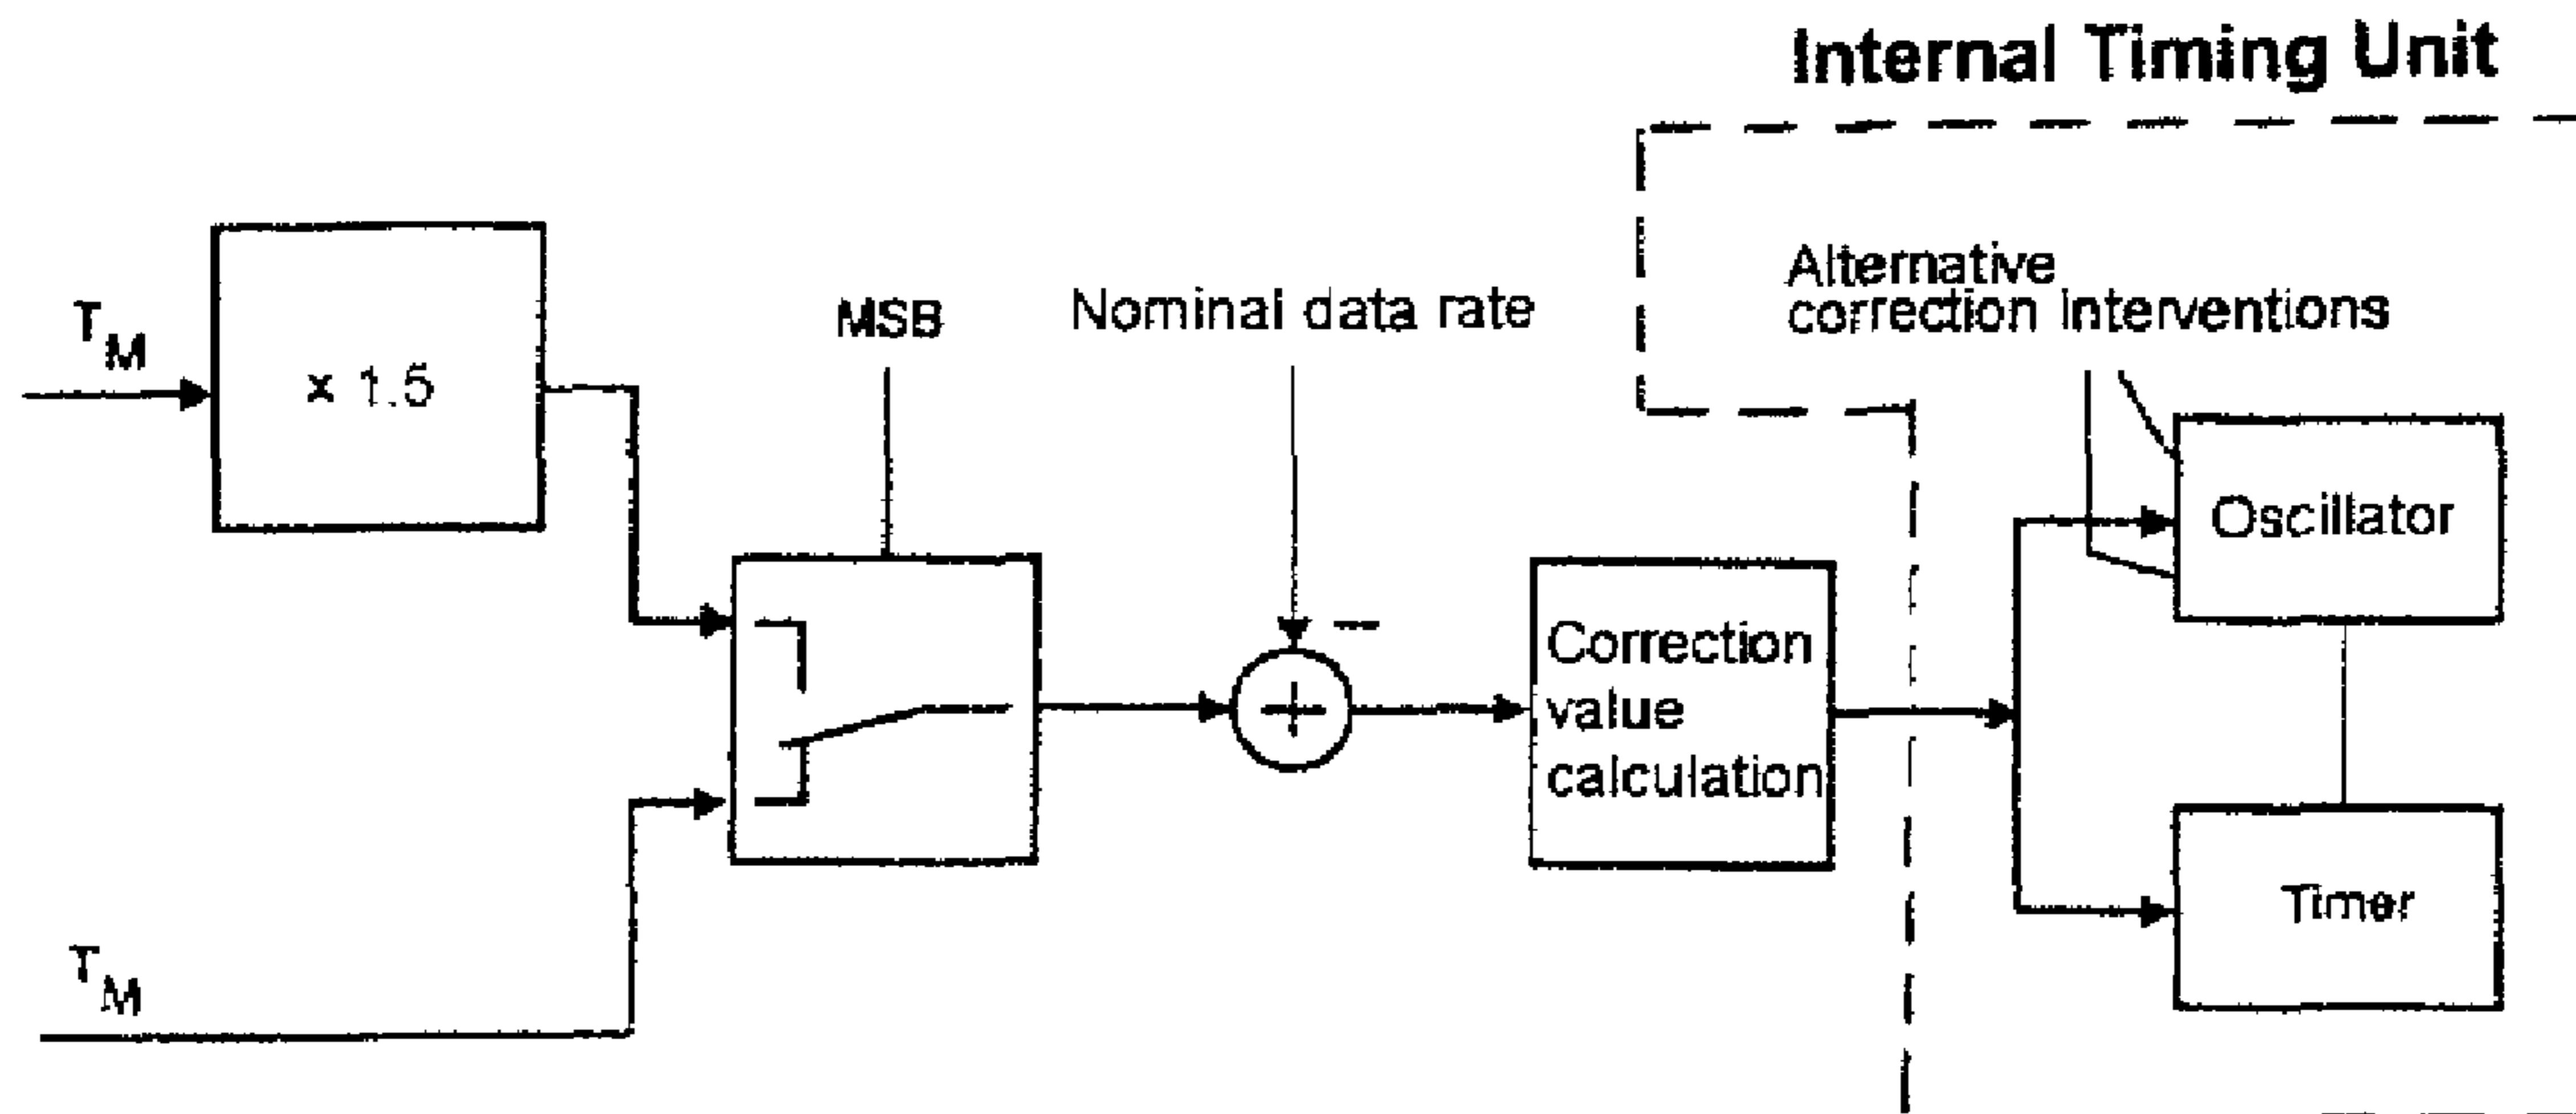 Internal Timing Unit
Alternative
correction Interventions
T_M
× 1.5
MSB
Nominal data rate
−
Oscillator
+
Correction
value
calculation
Timer
T_M